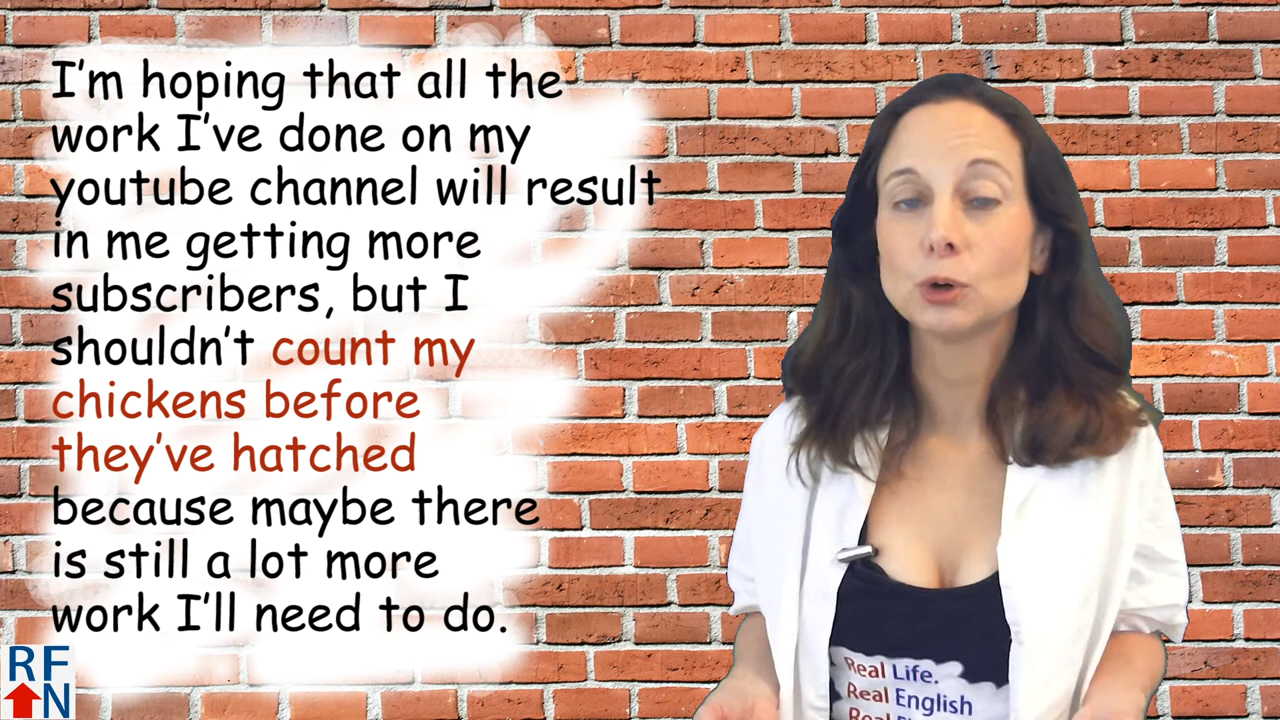 I'm hoping that all the
work I've done on my
youtube channel will result
in me getting more
subscribers, but I
shouldn't count my
chickens before
they've hatched
because maybe there
is still a lot more
work I'll need to do.
RF
N
Real Life.
Real English
Real